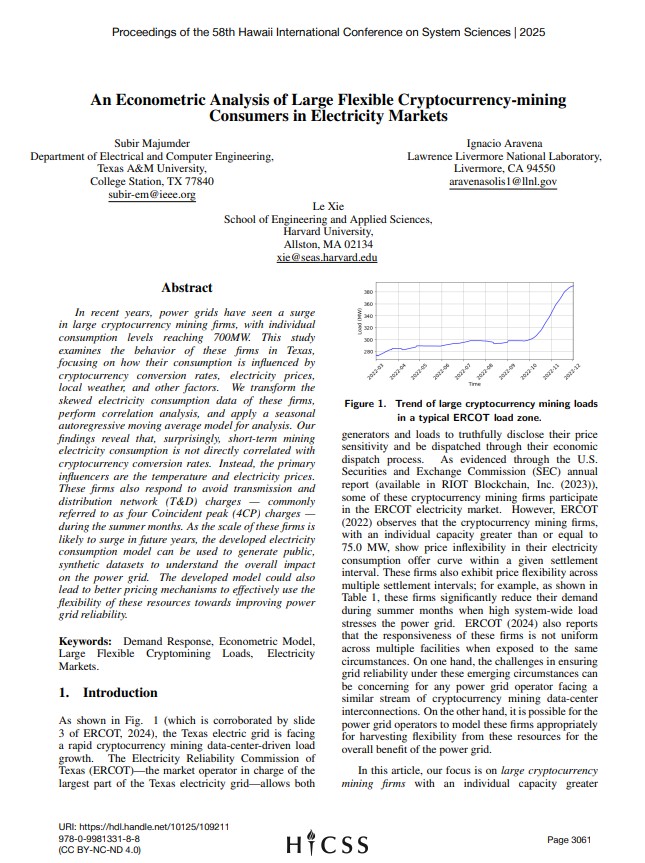 Proceedings of the 58th Hawaii International Conference on System Sciences | 2025
An Econometric Analysis of Large Flexible Cryptocurrency-mining
Consumers in Electricity Markets
Subir Majumder
Department of Electrical and Computer Engineering,
Texas A&M University,
College Station, TX 77840
subir-em@ieee.org
Ignacio Aravena
Lawrence Livermore National Laboratory,
Livermore, CA 94550
aravenasolis1@llnl.gov
Le Xie
School of Engineering and Applied Sciences,
Harvard University,
Allston, MA 02134
xie@seas.harvard.edu
Abstract
In recent years, power grids have seen a surge
in large cryptocurrency mining firms, with individual
consumption levels reaching 700MW. This study
examines the behavior of these firms in Texas,
focusing on how their consumption is influenced by
cryptocurrency conversion rates, electricity prices,
local weather, and other factors. We transform the
skewed electricity consumption data of these firms,
perform correlation analysis, and apply a seasonal
autoregressive moving average model for analysis. Our
findings reveal that, surprisingly, short-term mining
electricity consumption is not directly correlated with
cryptocurrency conversion rates. Instead, the primary
influencers are the temperature and electricity prices.
These firms also respond to avoid transmission and
distribution network (T&D) charges — commonly
referred to as four Coincident peak (4CP) charges —
during the summer months. As the scale of these firms is
likely to surge in future years, the developed electricity
consumption model can be used to generate public,
synthetic datasets to understand the overall impact
on the power grid. The developed model could also
lead to better pricing mechanisms to effectively use the
flexibility of these resources towards improving power
grid reliability.
Keywords: Demand Response, Econometric Model,
Large Flexible Cryptomining Loads, Electricity
Markets.
1. Introduction
As shown in Fig. 1 (which is corroborated by slide
3 of ERCOT, 2024), the Texas electric grid is facing
a rapid cryptocurrency mining data-center-driven load
growth. The Electricity Reliability Commission of
Texas (ERCOT)—the market operator in charge of the
largest part of the Texas electricity grid—allows both
380
360
340
320
300
280
Load (MW)
2022-03
2022-04
2022-05
2022-06
2022-07
2022-08
2022-09
2022-10
2022-11
2022-12
Time
Figure 1. Trend of large cryptocurrency mining loads
in a typical ERCOT load zone.
generators and loads to truthfully disclose their price
sensitivity and be dispatched through their economic
dispatch process. As evidenced through the U.S.
Securities and Exchange Commission (SEC) annual
report (available in RIOT Blockchain, Inc. (2023)),
some of these cryptocurrency mining firms participate
in the ERCOT electricity market. However, ERCOT
(2022) observes that the cryptocurrency mining firms,
with an individual capacity greater than or equal to
75.0 MW, show price inflexibility in their electricity
consumption offer curve within a given settlement
interval. These firms also exhibit price flexibility across
multiple settlement intervals; for example, as shown in
Table 1, these firms significantly reduce their demand
during summer months when high system-wide load
stresses the power grid. ERCOT (2024) also reports
that the responsiveness of these firms is not uniform
across multiple facilities when exposed to the same
circumstances. On one hand, the challenges in ensuring
grid reliability under these emerging circumstances can
be concerning for any power grid operator facing a
similar stream of cryptocurrency mining data-center
interconnections. On the other hand, it is possible for the
power grid operators to model these firms appropriately
for harvesting flexibility from these resources for the
overall benefit of the power grid.
In this article, our focus is on large cryptocurrency
mining firms with an individual capacity greater
URI: https://hdl.handle.net/10125/109211
978-0-9981331-8-8
(CC BY-NC-ND 4.0)
HICSS
Page 3061